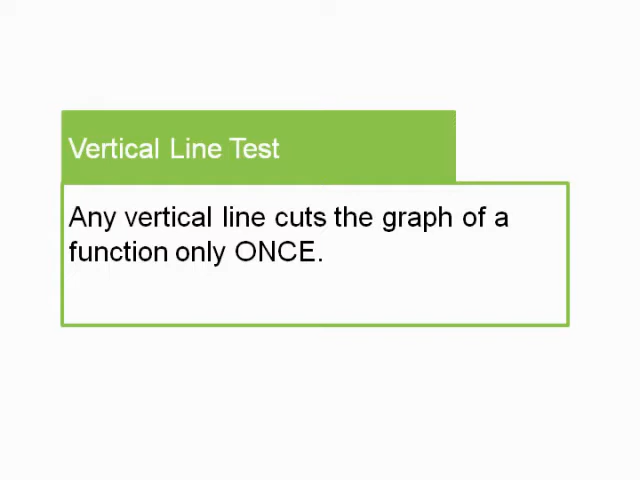 Vertical Line Test
Any vertical line cuts the graph of a
function only ONCE.